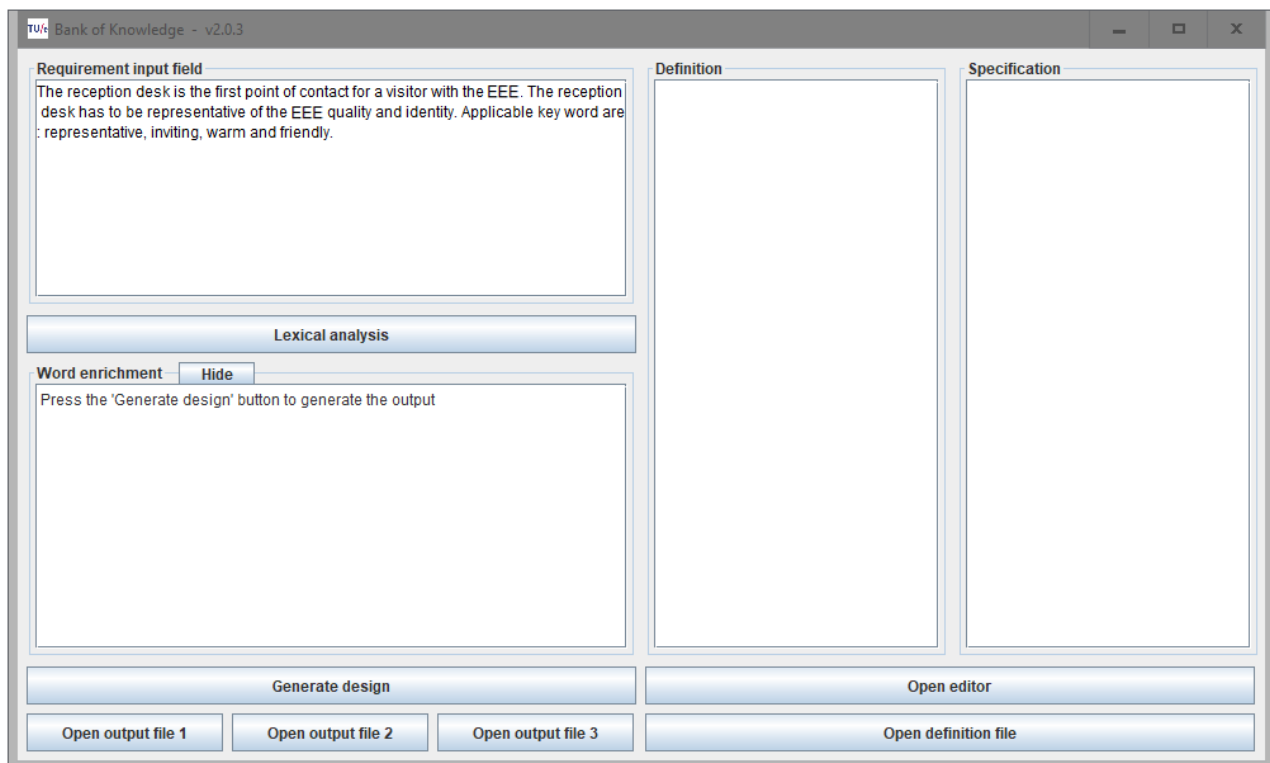 TU/e Bank of Knowledge - v2.0.3
Requirement input field
The reception desk is the first point of contact for a visitor with the EEE. The reception
desk has to be representative of the EEE quality and identity. Applicable key word are
: representative, inviting, warm and friendly.
Lexical analysis
Word enrichment Hide
Press the 'Generate design' button to generate the output
Generate design
Open output file 1 Open output file 2 Open output file 3
Definition
Specification
Open editor
Open definition file